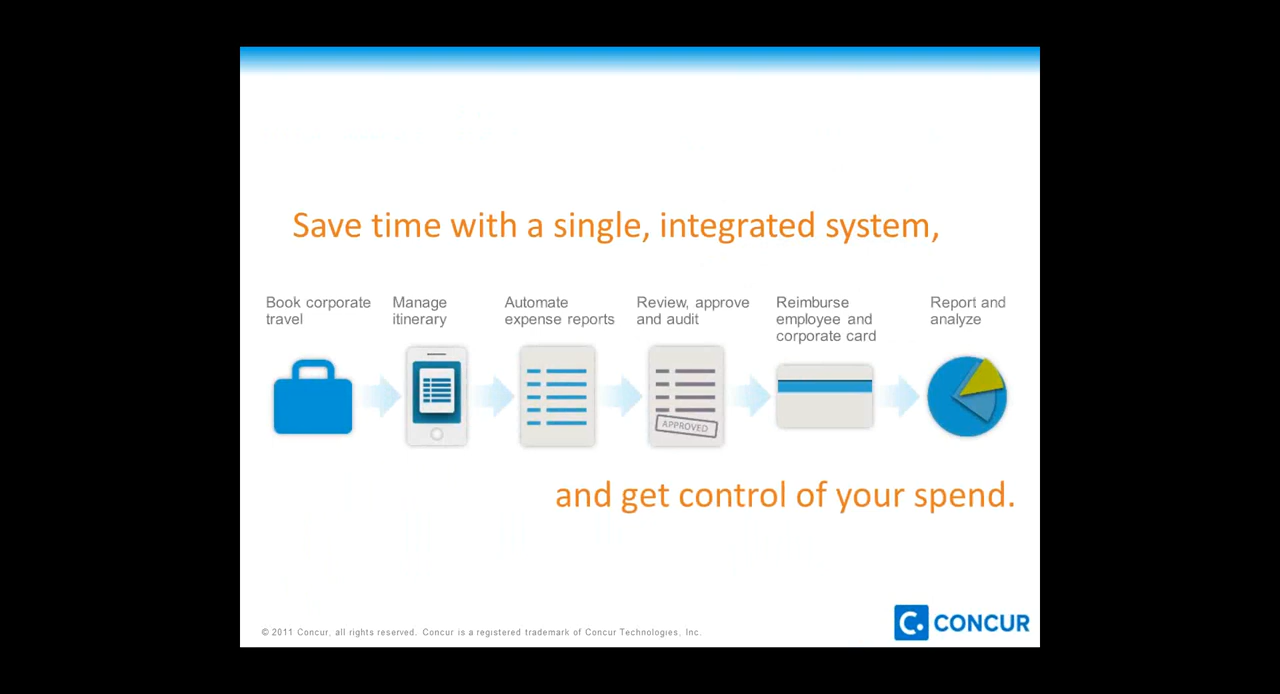 Save time with a single, integrated system,
Book corporate
travel
Manage
itinerary
Automate
expense reports
Review, approve
and audit
Reimburse
employee and
corporate card
Report and
analyze
APPROVED
and get control of your spend.
© 2011 Concur, all rights reserved. Concur is a registered trademark of Concur Technologies, Inc.
C. CONCUR